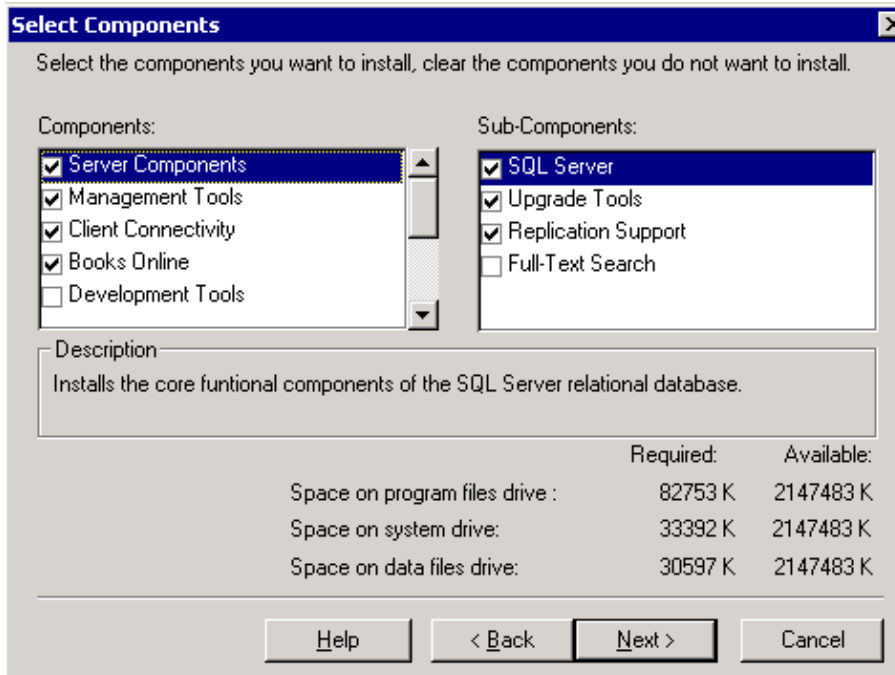 Select Components
Select the components you want to install, clear the components you do not want to install.
Components:
Server Components
Management Tools
Client Connectivity
Books Online
Development Tools
Sub-Components:
SQL Server
Upgrade Tools
Replication Support
Full-Text Search
Description
Installs the core funtional components of the SQL Server relational database.
Required: Available:
Space on program files drive : 82753 K 2147483 K
Space on system drive: 33392 K 2147483 K
Space on data files drive: 30597 K 2147483 K
Help < Back Next > Cancel